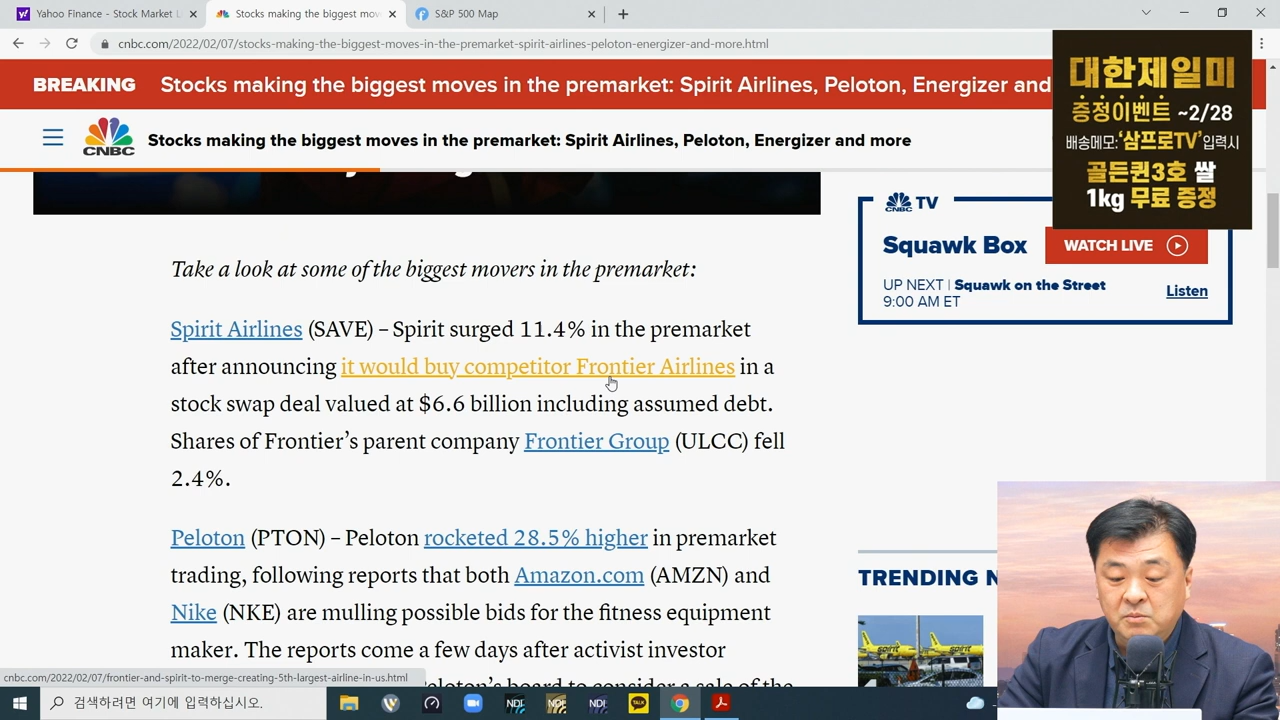 Yahoo Finance - Stock Market L
Stocks making the biggest mov
S&P 500 Map
cnbc.com/2022/02/07/stocks-making-the-biggest-moves-in-the-premarket-spirit-airlines-peloton-energizer-and-more.html
BREAKING Stocks making the biggest moves in the premarket: Spirit Airlines, Peloton, Energizer and
CNBC
Stocks making the biggest moves in the premarket: Spirit Airlines, Peloton, Energizer and more
대한제일미
증정이벤트 ~2/28
배송메모:'삼프로TV'입력시
골든퀸3호 쌀
1kg 무료 증정
Take a look at some of the biggest movers in the premarket:
Spirit Airlines (SAVE) – Spirit surged 11.4% in the premarket
after announcing it would buy competitor Frontier Airlines in a
stock swap deal valued at $6.6 billion including assumed debt.
Shares of Frontier's parent company Frontier Group (ULCC) fell
2.4%.
Peloton (PTON) – Peloton rocketed 28.5% higher in premarket
trading, following reports that both Amazon.com (AMZN) and
Nike (NKE) are mulling possible bids for the fitness equipment
maker. The reports come a few days after activist investor
eloton's board to consider a sale of the
CNBC TV
Squawk Box
WATCH LIVE
UP NEXT | Squawk on the Street
9:00 AM ET
Listen
TRENDING N
spirit
spirit
cnbc.com/2022/02/07/frontier-and-spirit-to-merge-creating-5th-largest-airline-in-us.html
검색하려면 여기에 입력하십시오.
TALK